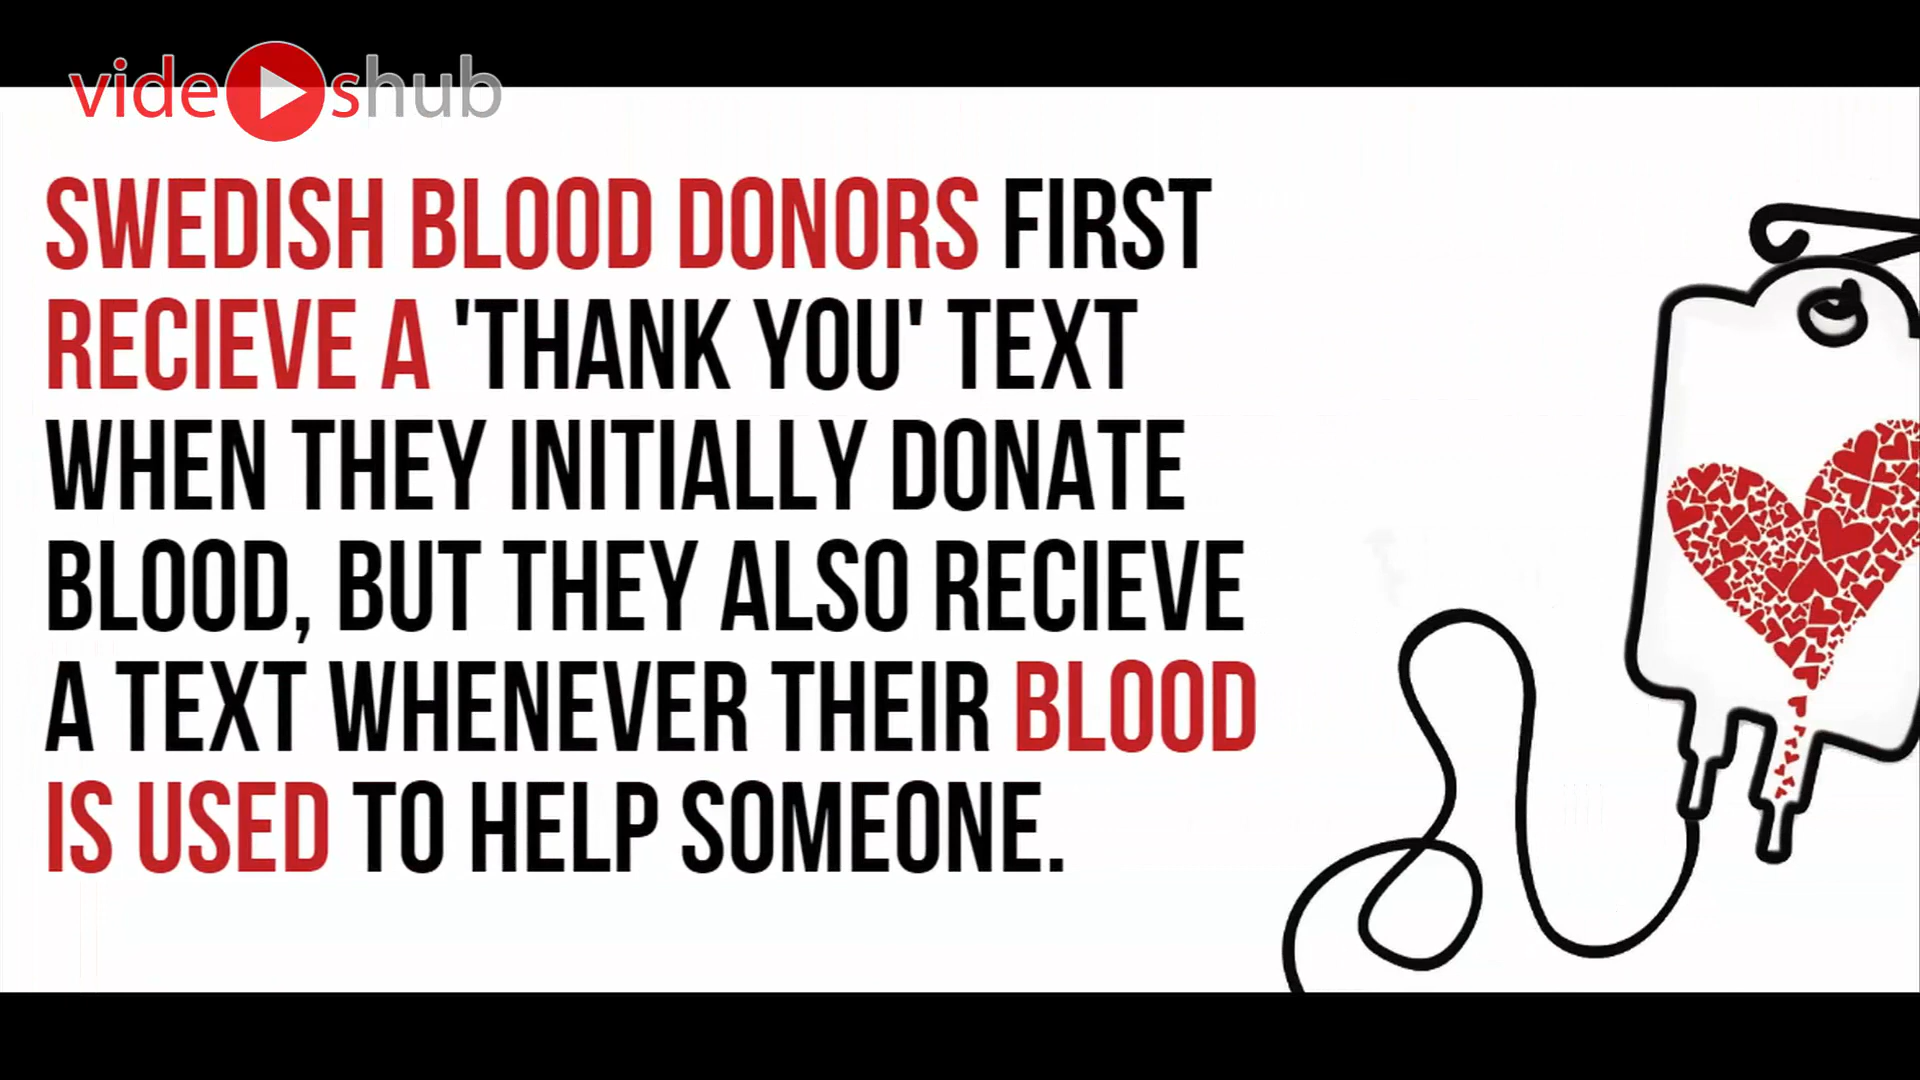 videshub
SWEDISH BLOOD DONORS FIRST
RECIEVE A 'THANK YOU' TEXT
WHEN THEY INITIALLY DONATE
BLOOD, BUT THEY ALSO RECIEVE
A TEXT WHENEVER THEIR BLOOD
IS USED TO HELP SOMEONE.